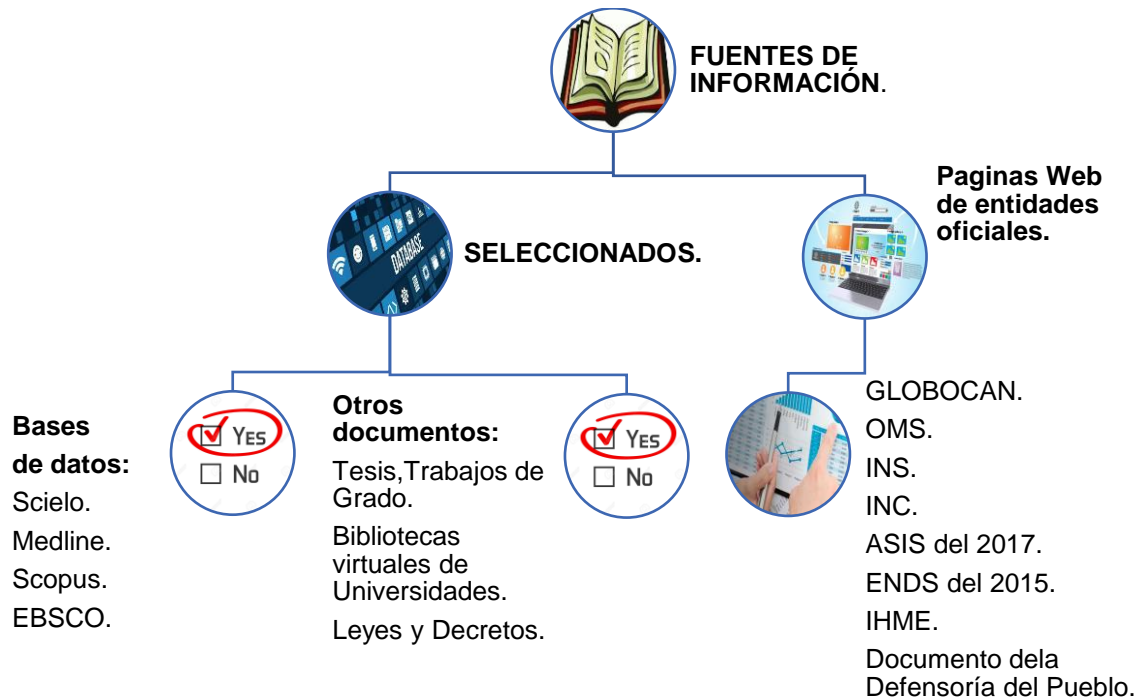 FUENTES DE
INFORMACIÓN.
DATABASE
SELECCIONADOS.
Paginas Web
de entidades
oficiales.
Bases
de datos:
Scielo.
Medline.
Scopus.
EBSCO.
YES
No
Otros
documentos:
Tesis,Trabajos de
Grado.
Bibliotecas
virtuales de
Universidades.
Leyes y Decretos.
YES
No
GLOBOCAN.
OMS.
INS.
INC.
ASIS del 2017.
ENDS del 2015.
IHME.
Documento dela
Defensoría del Pueblo.